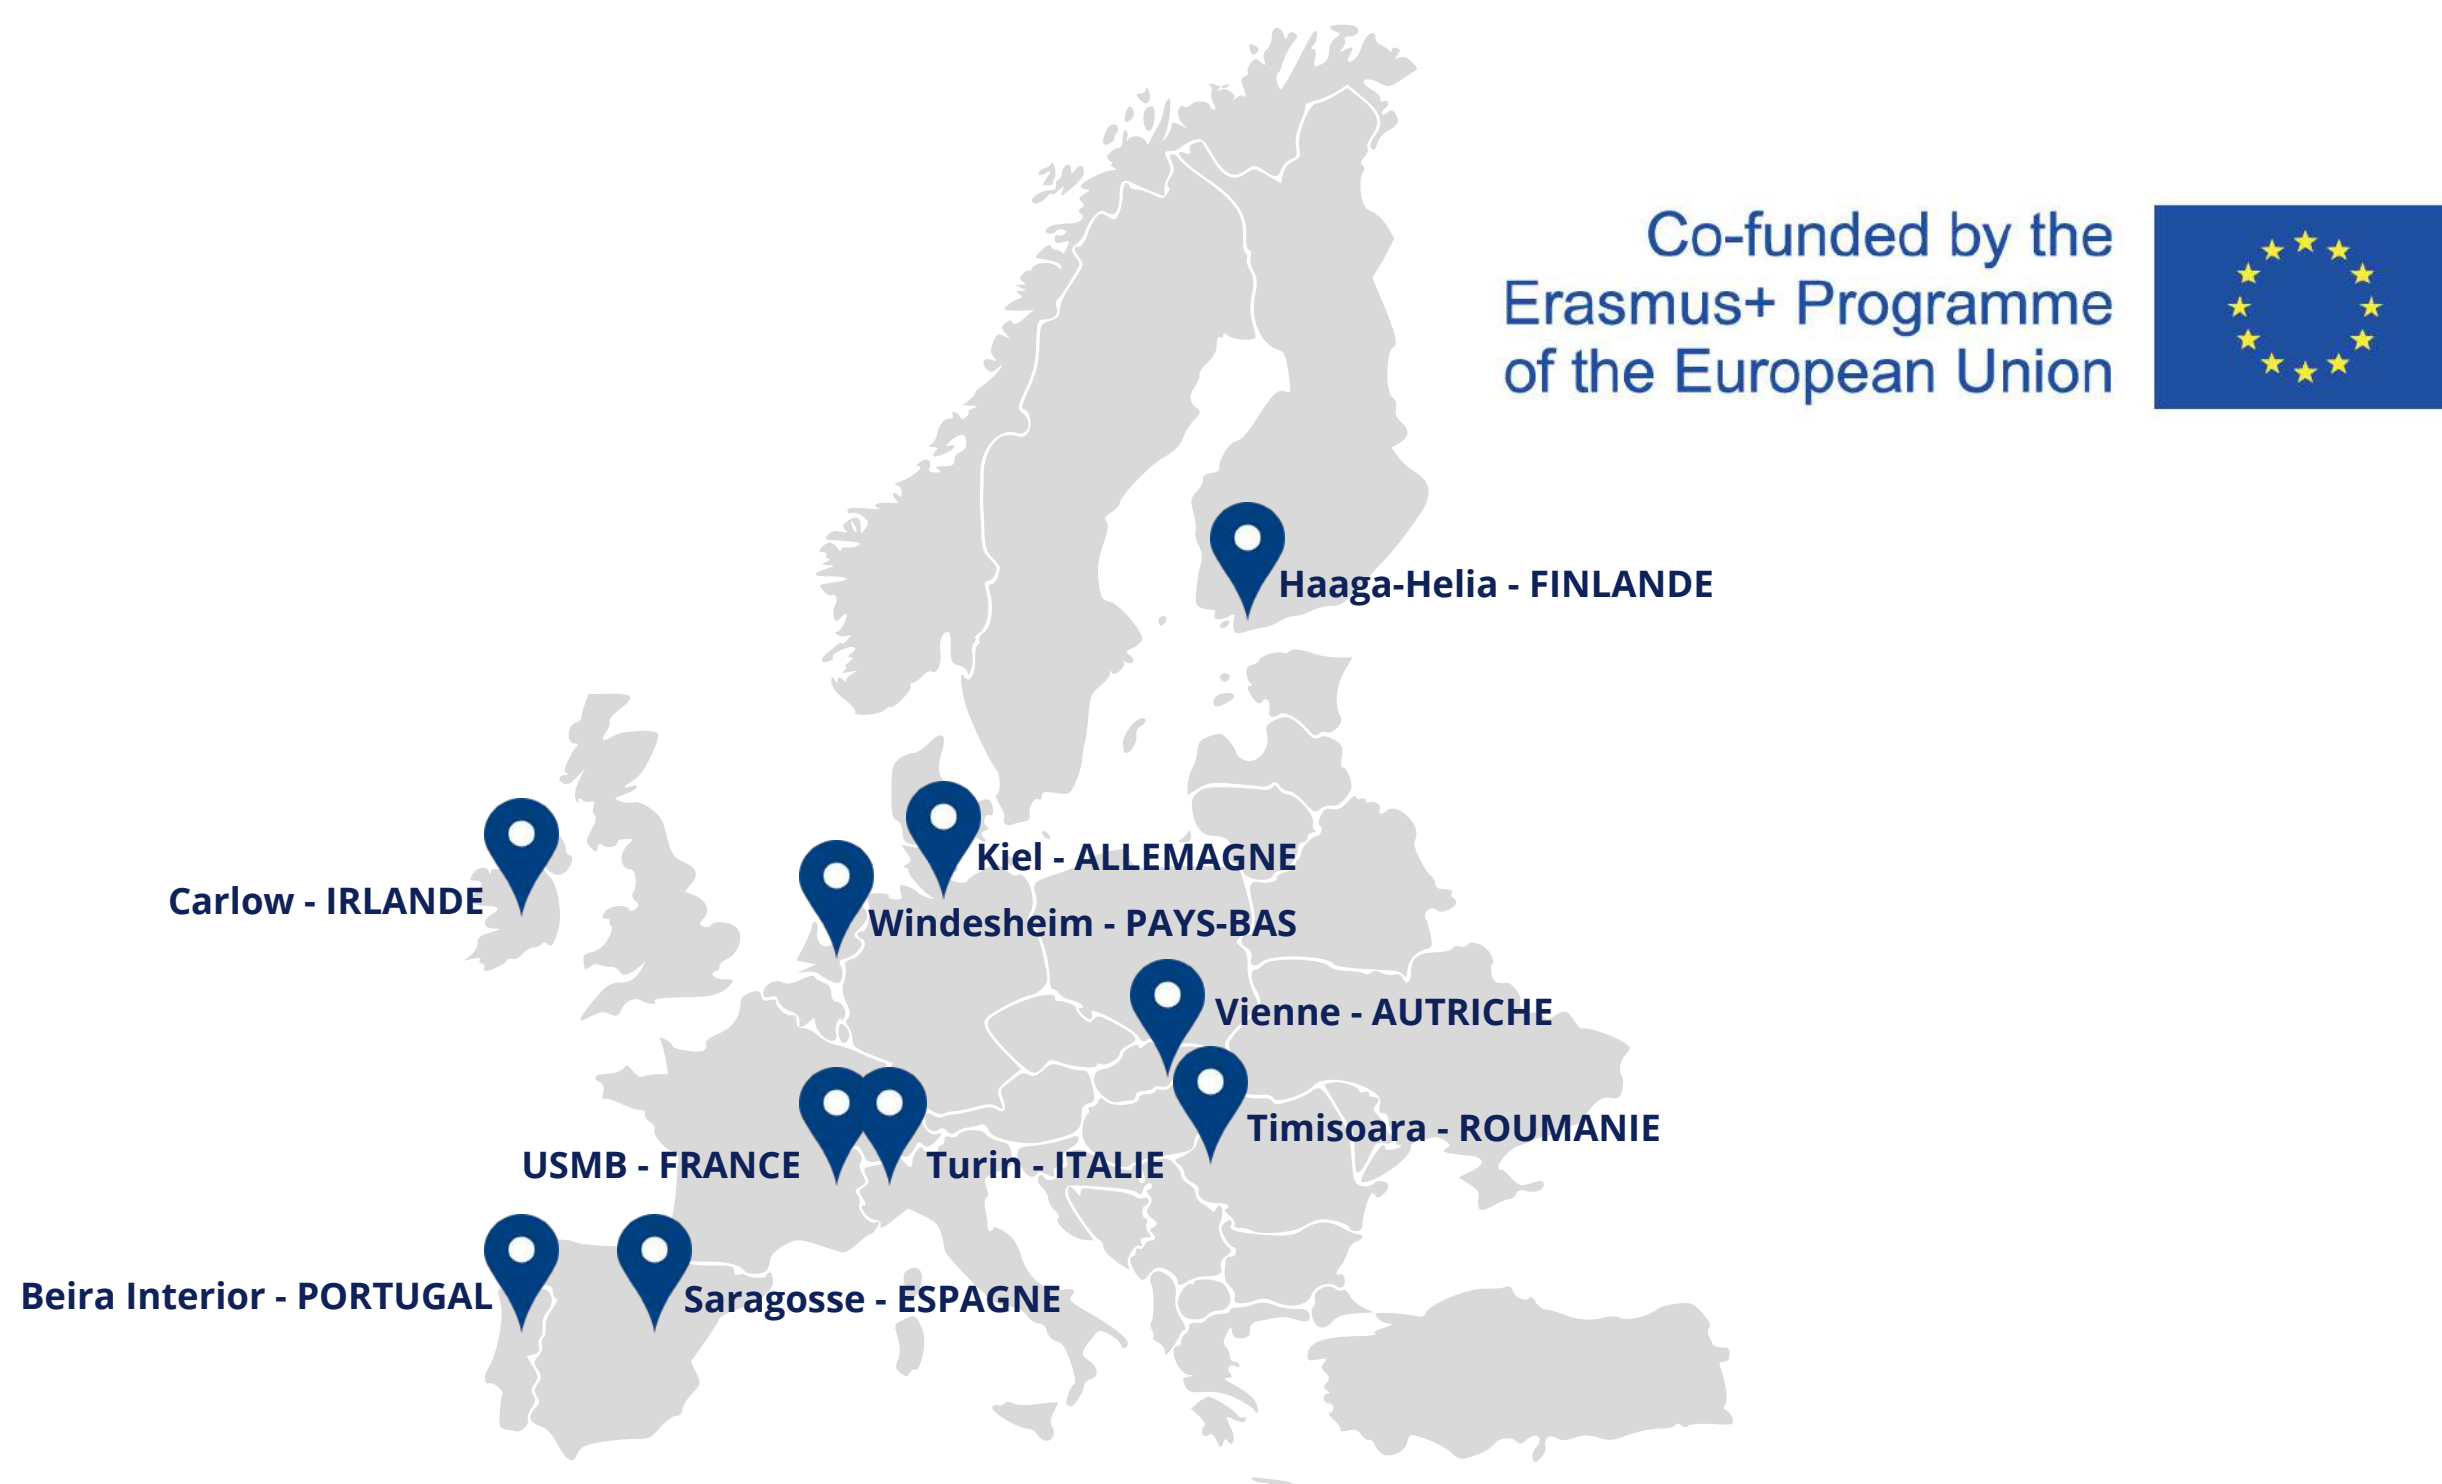 Co-funded by the
Erasmus+ Programme
of the European Union
Haaga-Helia - FINLANDE
Kiel - ALLEMAGNE
Carlow - IRLANDE
Windesheim - PAYS-BAS
Vienne - AUTRICHE
Timisoara - ROUMANIE
USMB - FRANCE
Turin - ITALIE
Beira Interior - PORTUGAL
Saragosse - ESPAGNE